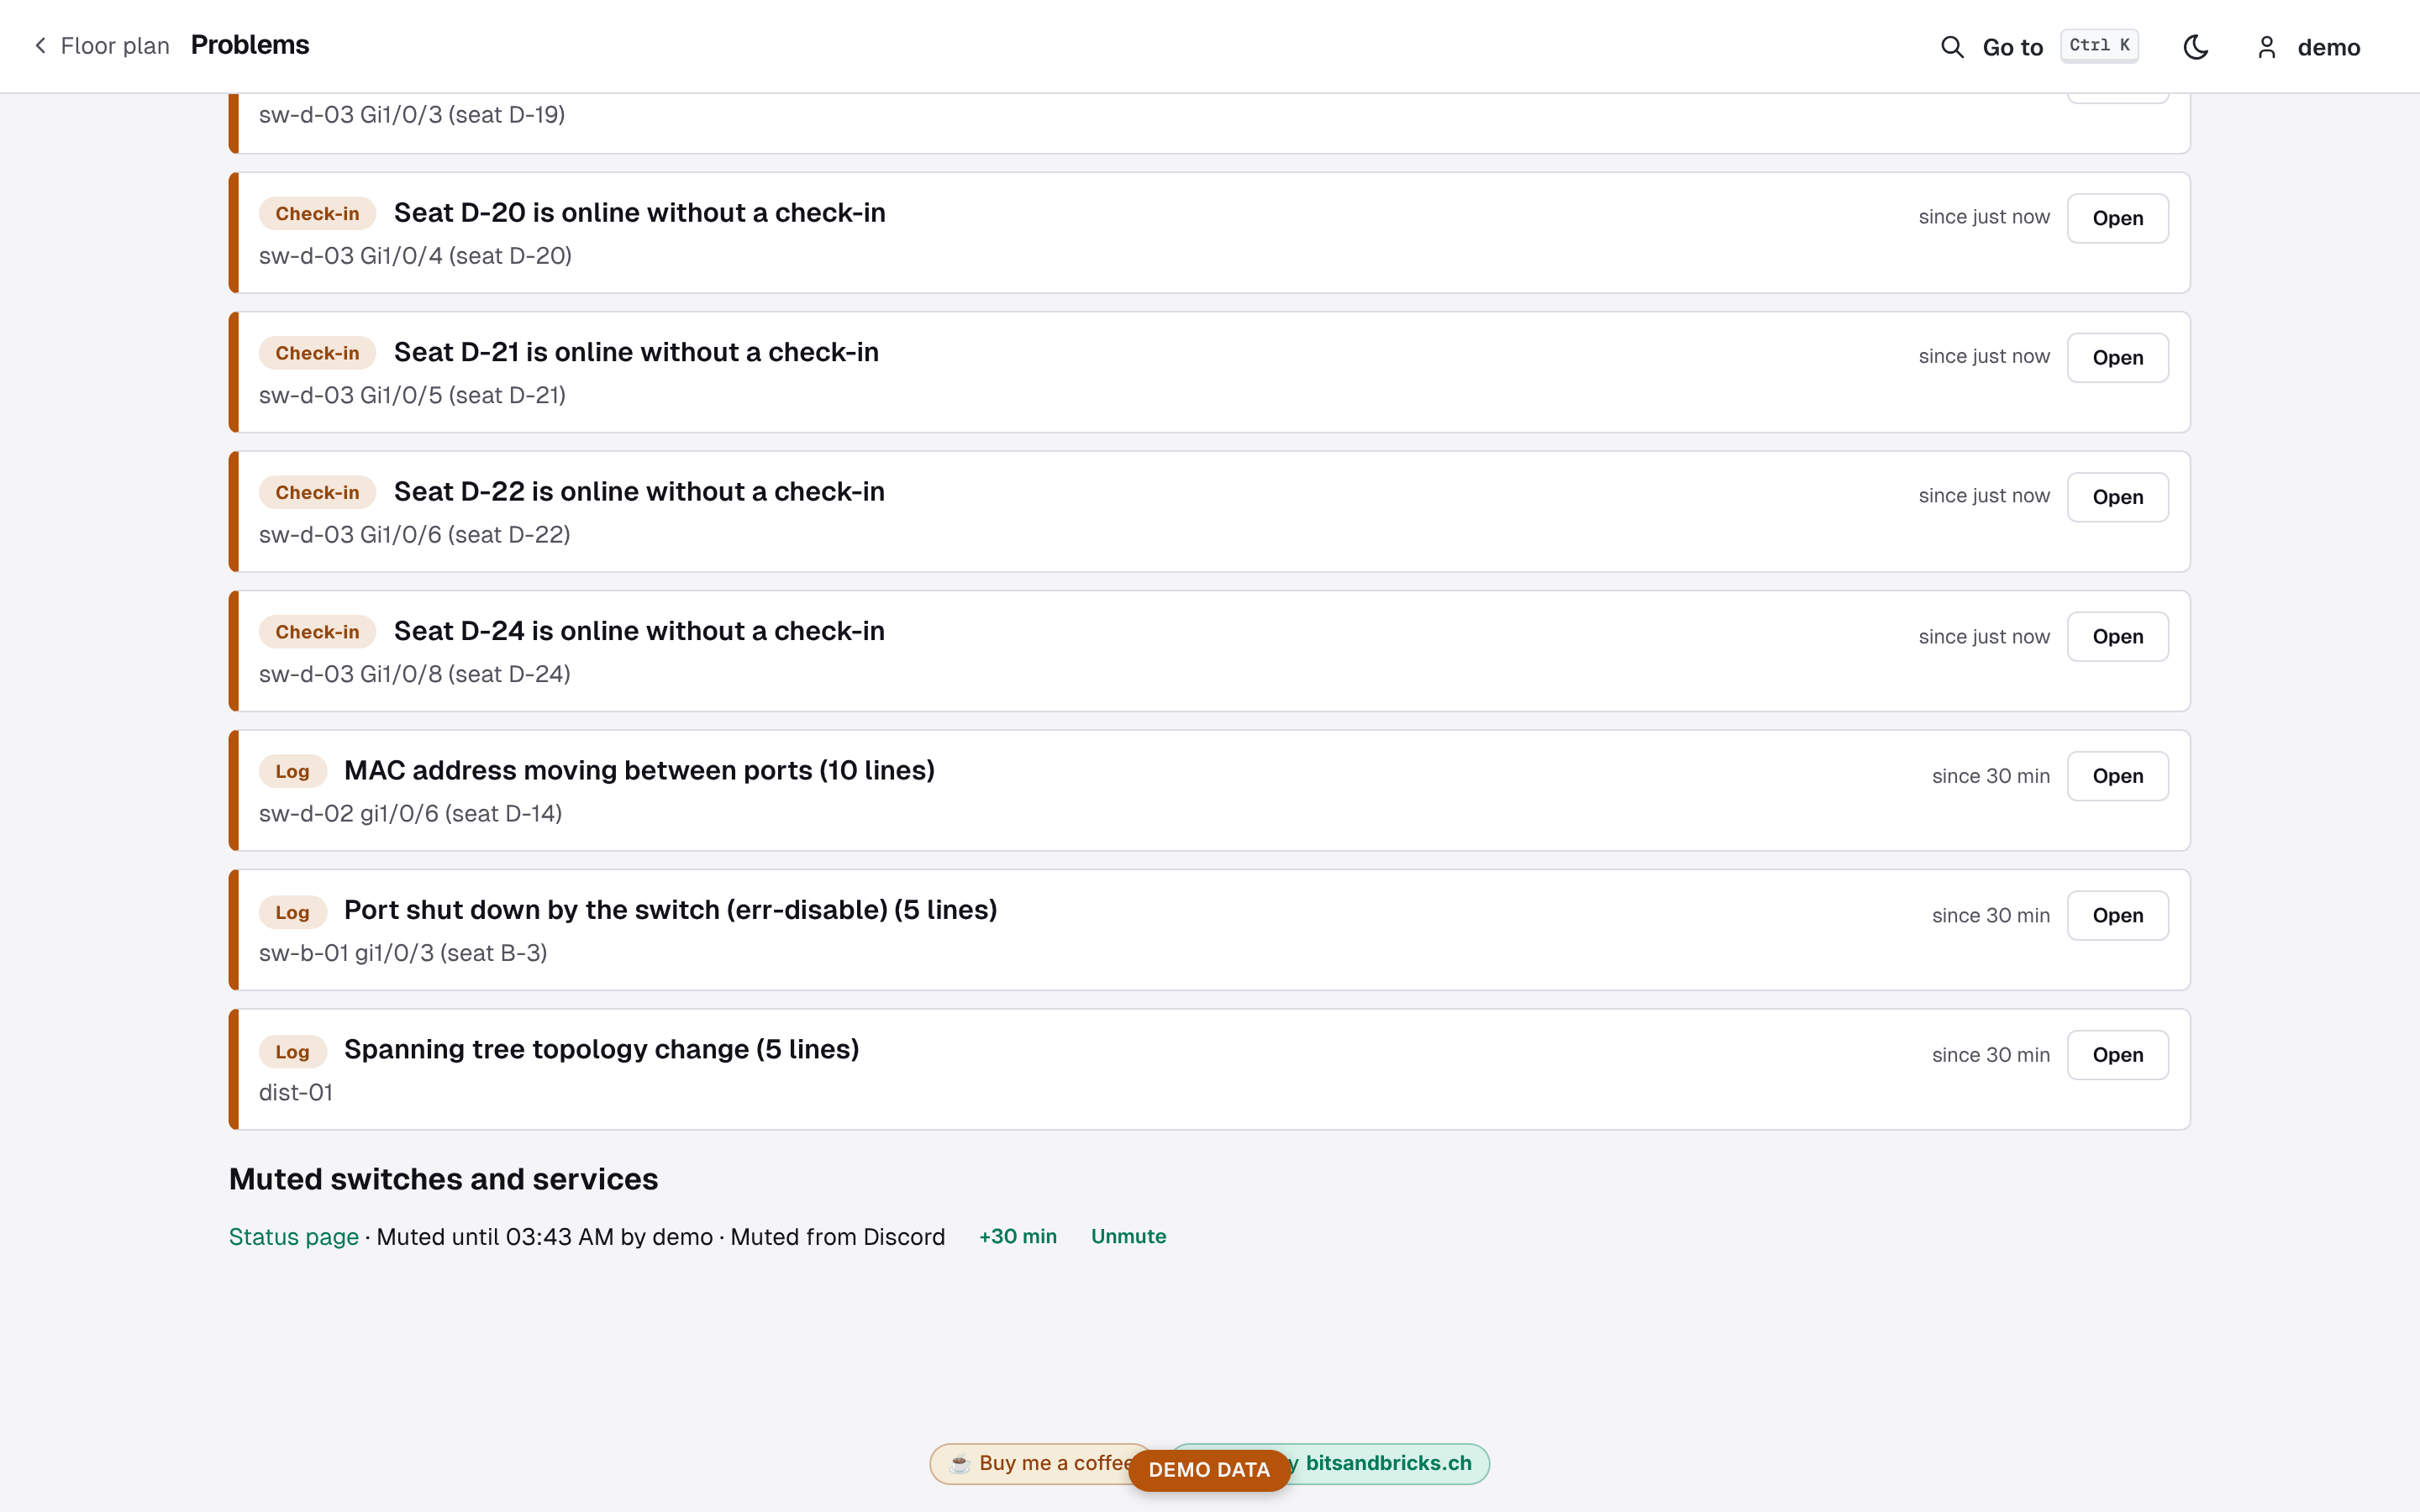 Floor plan Problems Go to Ctrl K demo
sw-d-03 Gi1/0/3 (seat D-19)
Check-in Seat D-20 is online without a check-in since just now Open
sw-d-03 Gi1/0/4 (seat D-20)
Check-in Seat D-21 is online without a check-in since just now Open
sw-d-03 Gi1/0/5 (seat D-21)
Check-in Seat D-22 is online without a check-in since just now Open
sw-d-03 Gi1/0/6 (seat D-22)
Check-in Seat D-24 is online without a check-in since just now Open
sw-d-03 Gi1/0/8 (seat D-24)
Log MAC address moving between ports (10 lines) since 30 min Open
sw-d-02 gi1/0/6 (seat D-14)
Log Port shut down by the switch (err-disable) (5 lines) since 30 min Open
sw-b-01 gi1/0/3 (seat B-3)
Log Spanning tree topology change (5 lines) since 30 min Open
dist-01
Muted switches and services
Status page · Muted until 03:43 AM by demo · Muted from Discord +30 min Unmute
Buy me a coffee DEMO DATA bitsandbricks.ch